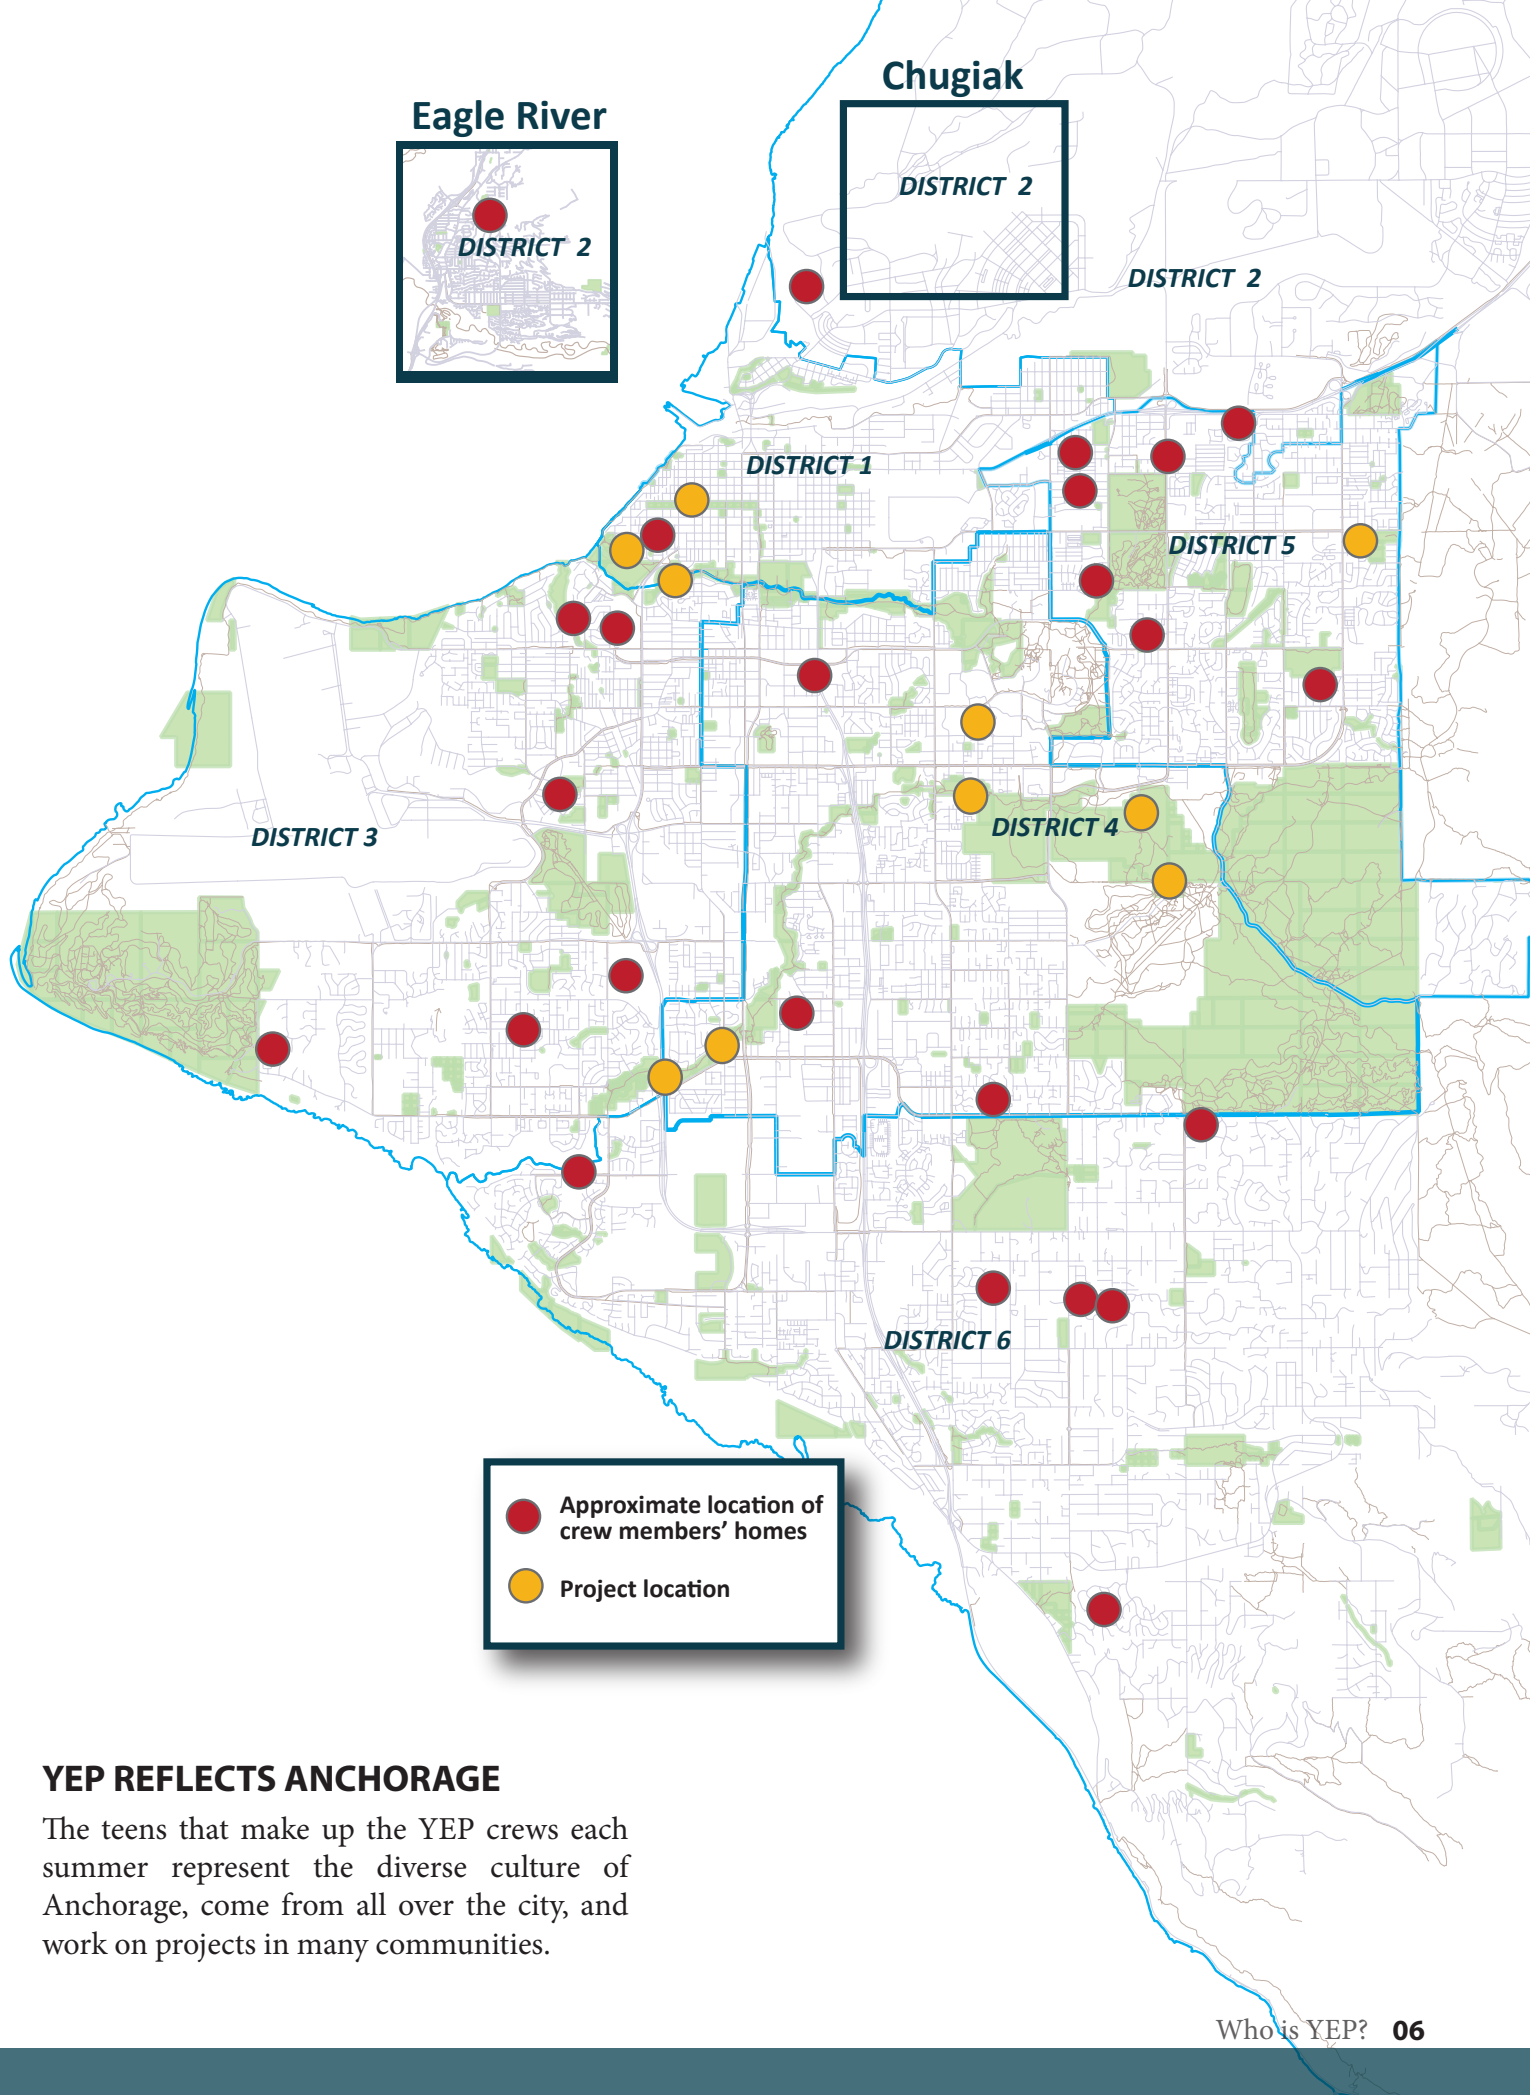 Chugiak
Eagle River
DISTRICT 2
DISTRICT 2
DISTRICT 2
DISTRICT 1
DISTRICT 5
DISTRICT 4
DISTRICT 3
DISTRICT 6
Approximate location of
crew members’ homes
Project location
YEP REFLECTS ANCHORAGE
The teens that make up the YEP crews each
summer represent the diverse culture of
Anchorage, come from all over the city, and
work on projects in many communities.
Who is YEP? 06